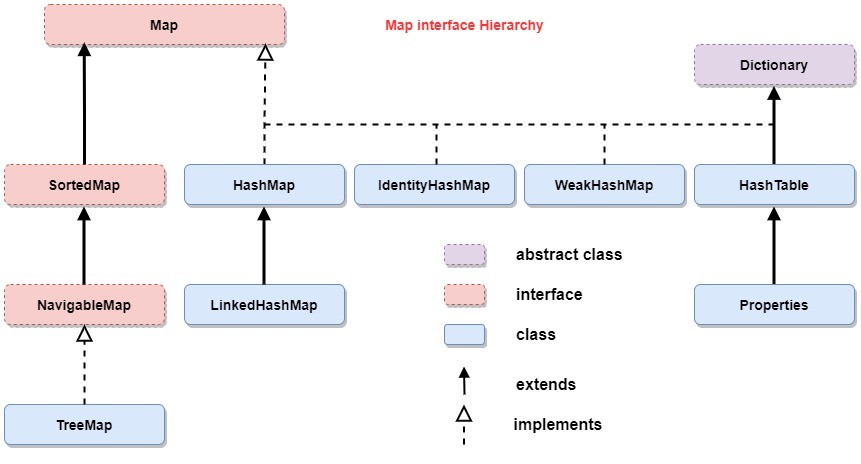 Map
Map interface Hierarchy
Dictionary
SortedMap
HashMap
IdentityHashMap
WeakHashMap
HashTable
abstract class
NavigableMap
LinkedHashMap
interface
Properties
class
extends
TreeMap
implements